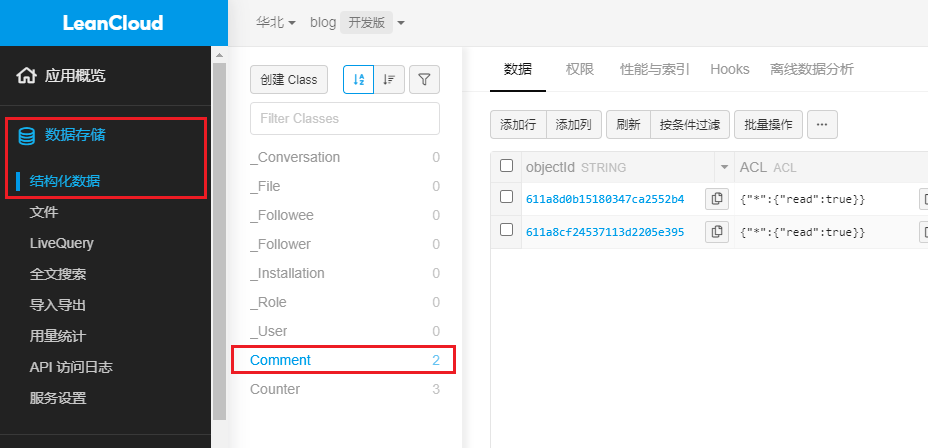 LeanCloud
华北
blog 开发版
应用概览
数据存储
结构化数据
文件
LiveQuery
全文搜索
导入导出
用量统计
API 访问日志
服务设置
创建 Class
Filter Classes
_Conversation 0
_File 0
_Followee 0
_Follower 0
_Installation 0
_Role 0
_User 0
Comment 2
Counter 3
数据 权限 性能与索引 Hooks 离线数据分析
添加行 添加列 刷新 按条件过滤 批量操作 ···
objectId STRING ACL ACL
611a8d0b15180347ca2552b4 {"*":{"read":true}}
611a8cf24537113d2205e395 {"*":{"read":true}}